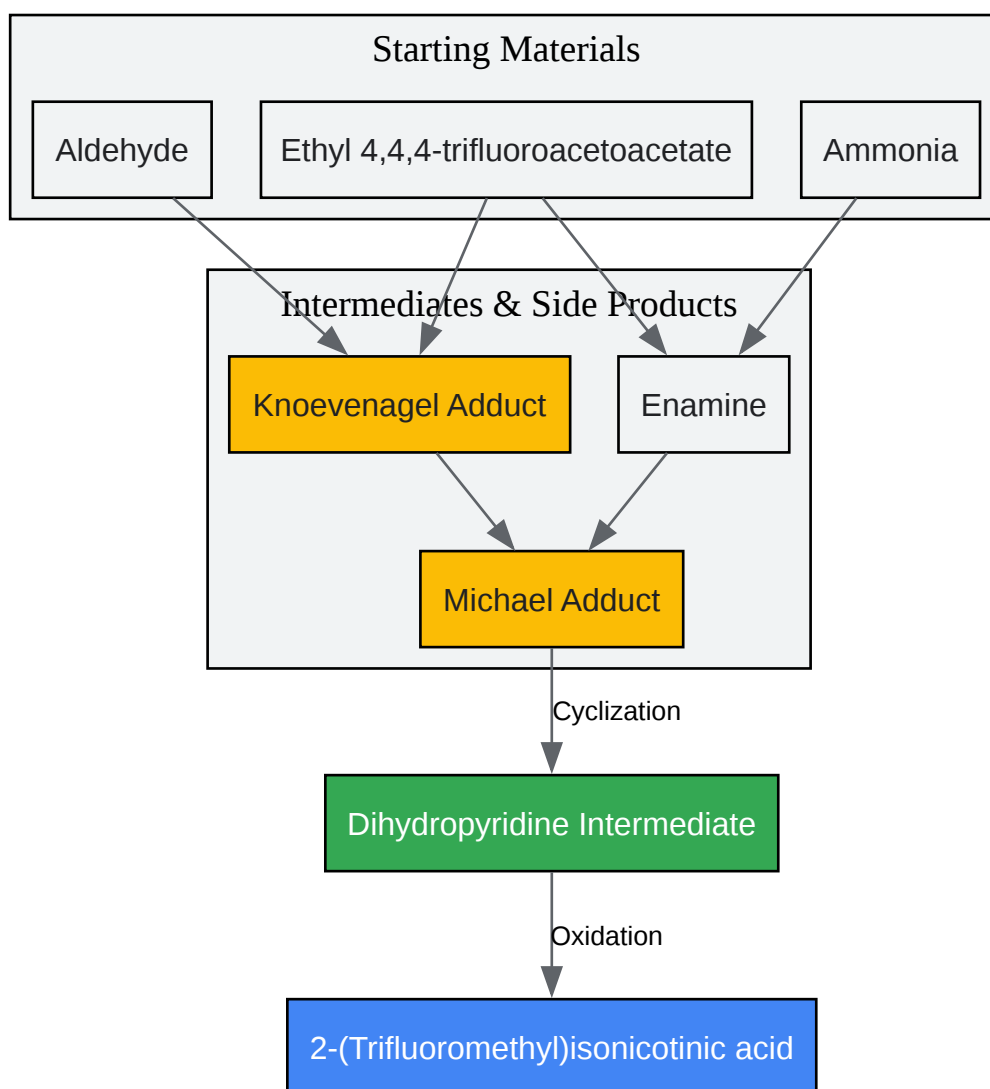 Starting Materials
Aldehyde
Ethyl 4,4,4-trifluoroacetoacetate
Ammonia
Intermediates & Side Products
Knoevenagel Adduct
Enamine
Michael Adduct
Cyclization
Dihydropyridine Intermediate
Oxidation
2-(Trifluoromethyl)isonicotinic acid